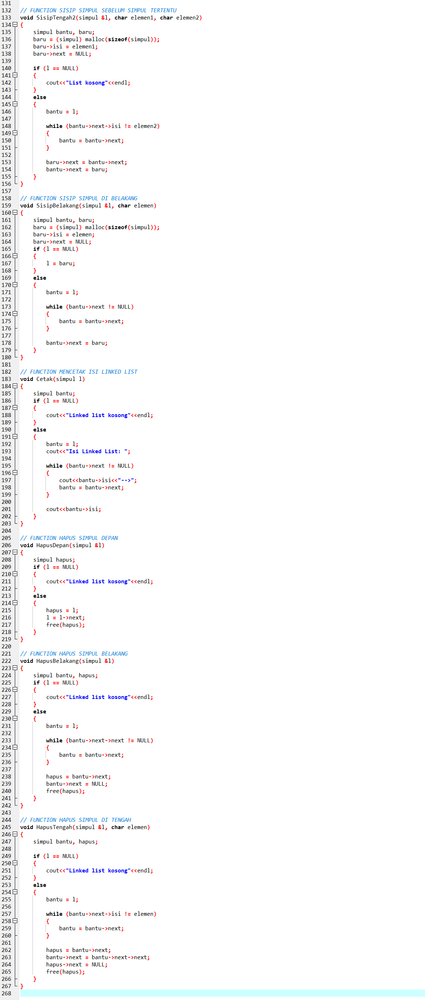 131
132 // FUNCTION SISIP SIMPUL SEBELUM SIMPUL TERTENTU
133 void SisipTengah2(simpul &l, char elemen1, char elemen2)
134 {
135     simpul bantu, baru;
136     baru = (simpul) malloc(sizeof(simpul));
137     baru->isi = elemen1;
138     baru->next = NULL;
139
140     if (l == NULL)
141     {
142         cout<<"List kosong"<<endl;
143     }
144     else
145     {
146         bantu = l;
147
148         while (bantu->next->isi != elemen2)
149         {
150             bantu = bantu->next;
151         }
152
153         baru->next = bantu->next;
154         bantu->next = baru;
155     }
156 }
157
158 // FUNCTION SISIP SIMPUL DI BELAKANG
159 void SisipBelakang(simpul &l, char elemen)
160 {
161     simpul bantu, baru;
162     baru = (simpul) malloc(sizeof(simpul));
163     baru->isi = elemen;
164     baru->next = NULL;
165     if (l == NULL)
166     {
167         l = baru;
168     }
169     else
170     {
171         bantu = l;
172
173         while (bantu->next != NULL)
174         {
175             bantu = bantu->next;
176         }
177
178         bantu->next = baru;
179     }
180 }
181
182 // FUNCTION MENCETAK ISI LINKED LIST
183 void Cetak(simpul l)
184 {
185     simpul bantu;
186     if (l == NULL)
187     {
188         cout<<"Linked list kosong"<<endl;
189     }
190     else
191     {
192         bantu = l;
193         cout<<"Isi Linked List: ";
194
195         while (bantu->next != NULL)
196         {
197             cout<<bantu->isi<<"-->";
198             bantu = bantu->next;
199         }
200
201         cout<<bantu->isi;
202     }
203 }
204
205 // FUNCTION HAPUS SIMPUL DEPAN
206 void HapusDepan(simpul &l)
207 {
208     simpul hapus;
209     if (l == NULL)
210     {
211         cout<<"Linked list kosong"<<endl;
212     }
213     else
214     {
215         hapus = l;
216         l = l->next;
217         free(hapus);
218     }
219 }
220
221 // FUNCTION HAPUS SIMPUL BELAKANG
222 void HapusBelakang(simpul &l)
223 {
224     simpul bantu, hapus;
225     if (l == NULL)
226     {
227         cout<<"Linked list kosong"<<endl;
228     }
229     else
230     {
231         bantu = l;
232
233         while (bantu->next->next != NULL)
234         {
235             bantu = bantu->next;
236         }
237
238         hapus = bantu->next;
239         bantu->next = NULL;
240         free(hapus);
241     }
242 }
243
244 // FUNCTION HAPUS SIMPUL DI TENGAH
245 void HapusTengah(simpul &l, char elemen)
246 {
247     simpul bantu, hapus;
248
249     if (l == NULL)
250     {
251         cout<<"Linked list kosong"<<endl;
252     }
253     else
254     {
255         bantu = l;
256
257         while (bantu->next->isi != elemen)
258         {
259             bantu = bantu->next;
260         }
261
262         hapus = bantu->next;
263         bantu->next = bantu->next->next;
264         hapus->next = NULL;
265         free(hapus);
266     }
267 }
268